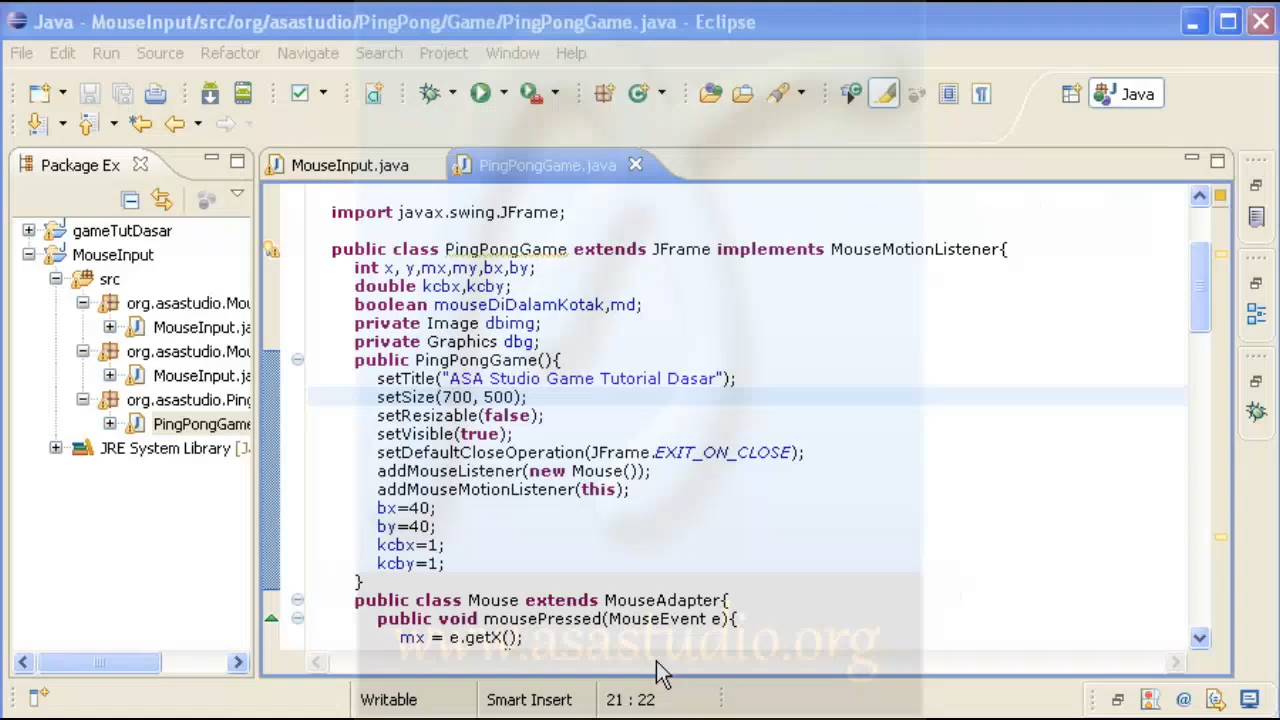 Java - MouseInput/src/org/asastudio/PingPong/Game/PingPongGame.java - Eclipse
File Edit Run Source Refactor Navigate Search Project Window Help
Java
Package Ex
MouseInput.java
PingPongGame.java
gameTutDasar
MouseInput
src
org.asastudio.Mou
MouseInput.ja
org.asastudio.Mou
MouseInput.ja
org.asastudio.Ping
PingPongGame
JRE System Library [J
import javax.swing.JFrame;
public class PingPongGame extends JFrame implements MouseMotionListener{
int x, y,mx,my,bx,by;
double kcbx,kcby;
boolean mouseDiDalamKotak,md;
private Image dbimg;
private Graphics dbg;
public PingPongGame(){
setTitle("ASA Studio Game Tutorial Dasar");
setSize(700, 500);
setResizable(false);
setVisible(true);
setDefaultCloseOperation(JFrame.EXIT_ON_CLOSE);
addMouseListener(new Mouse());
addMouseMotionListener(this);
bx=40;
by=40;
kcbx=1;
kcby=1;
}
public class Mouse extends MouseAdapter{
public void mousePressed(MouseEvent e){
mx = e.getX();
www.asastudio.org
Writable
Smart Insert
21 : 22